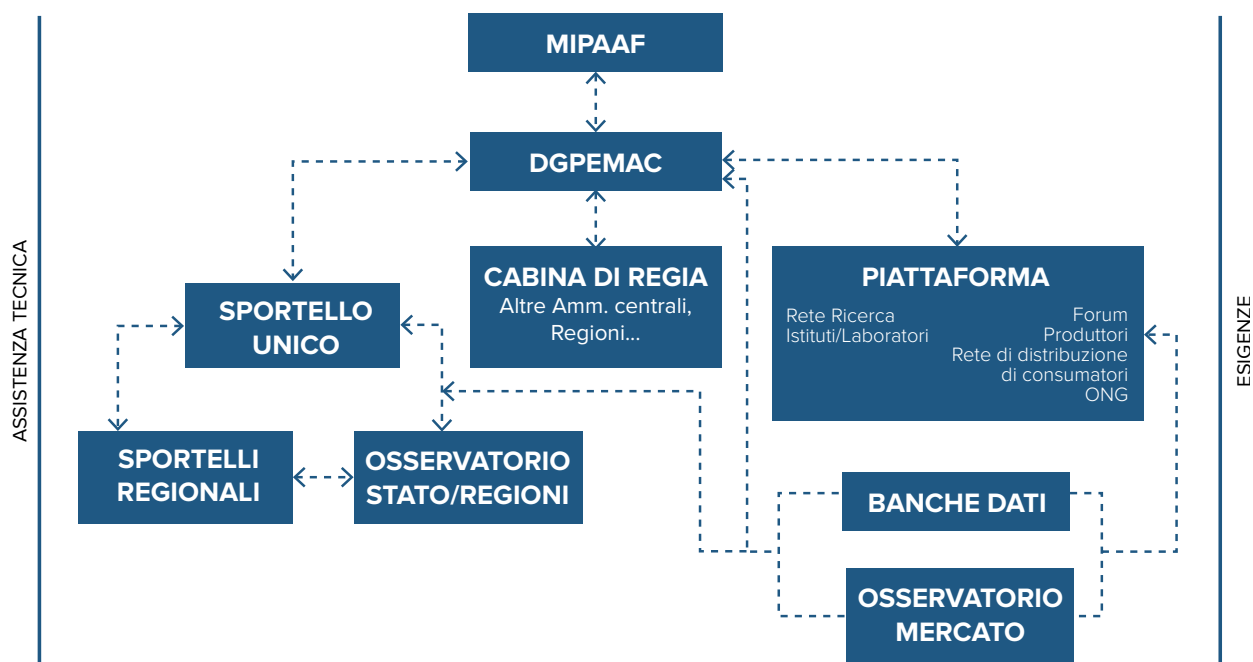 MIPAAF
DGPEMAC
ASSISTENZA TECNICA
SPORTELLO
UNICO
CABINA DI REGIA
Altre Amm. centrali,
Regioni...
PIATTAFORMA
Rete Ricerca
Istituti/Laboratori
Forum
Produttori
Rete di distribuzione
di consumatori
ONG
ESIGENZE
SPORTELLI
REGIONALI
OSSERVATORIO
STATO/REGIONI
BANCHE DATI
OSSERVATORIO
MERCATO